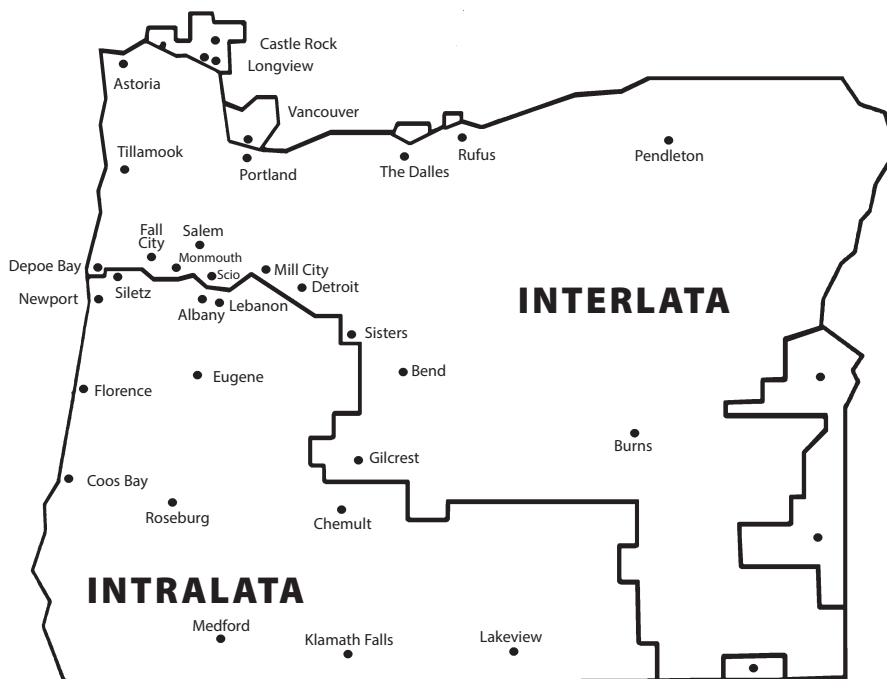 Castle Rock
Longview
Astoria
Vancouver
Tillamook
Portland
The Dalles
Rufus
Pendleton
Fall
City
Salem
Depoe Bay
Monmouth
Scio
Mill City
Siletz
Detroit
Newport
Albany
Lebanon
INTERLATA
Sisters
Bend
Eugene
Florence
Burns
Gilcrest
Coos Bay
Roseburg
Chemult
INTRALATA
Medford
Klamath Falls
Lakeview